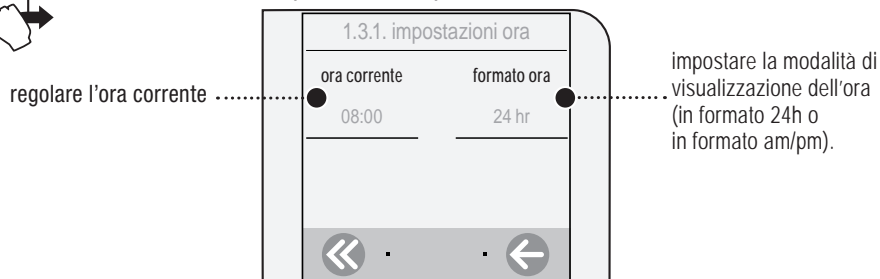 1.3.1. impostazioni ora
regolare l'ora corrente
ora corrente
formato ora
08:00
24 hr
impostare la modalità di
visualizzazione dell'ora
(in formato 24h o
in formato am/pm).